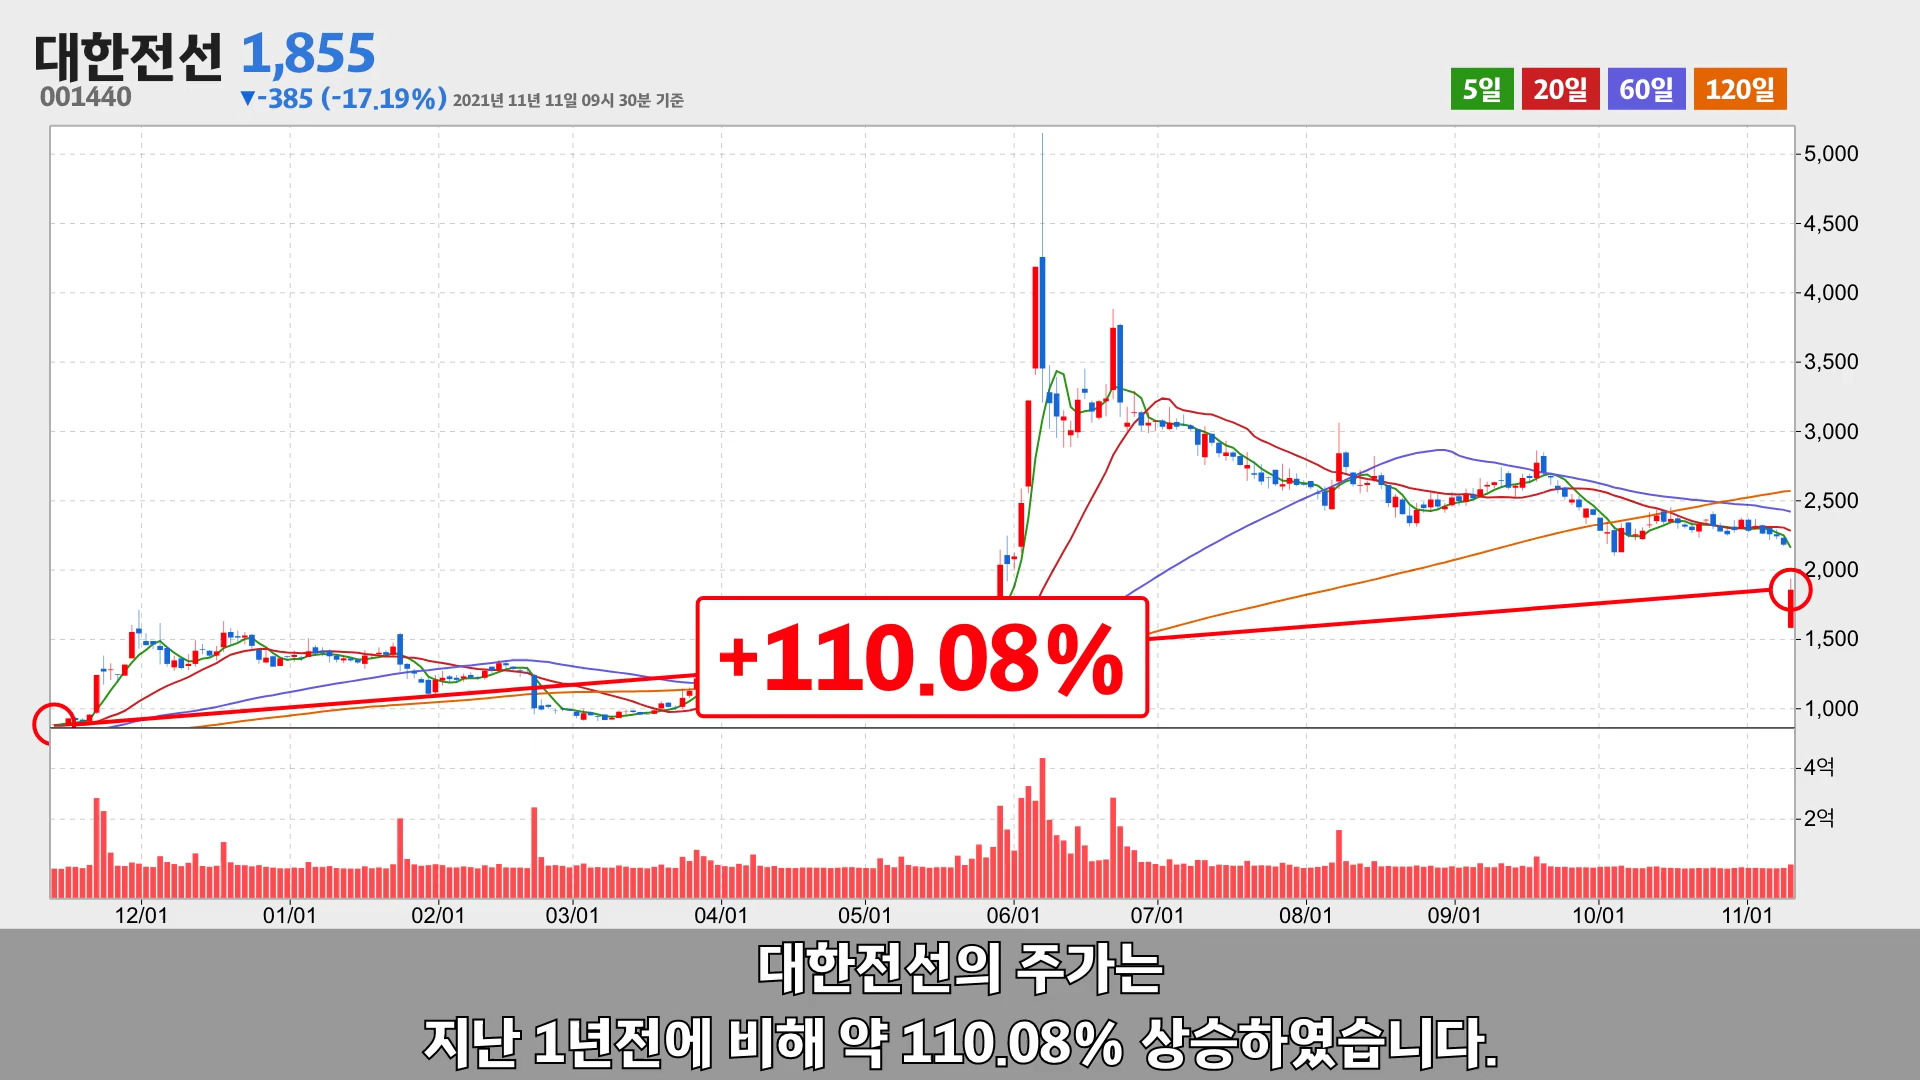 대한전선 1,855
001440 ▼-385 (-17.19%) 2021년 11년 11일 09시 30분 기준
5일 20일 60일 120일
5,000
4,500
4,000
3,500
3,000
2,500
2,000
1,500
1,000
+110.08%
4억
2억
12/01 01/01 02/01 03/01 04/01 05/01 06/01 07/01 08/01 09/01 10/01 11/01
대한전선의 주가는
지난 1년전에 비해 약 110.08% 상승하였습니다.